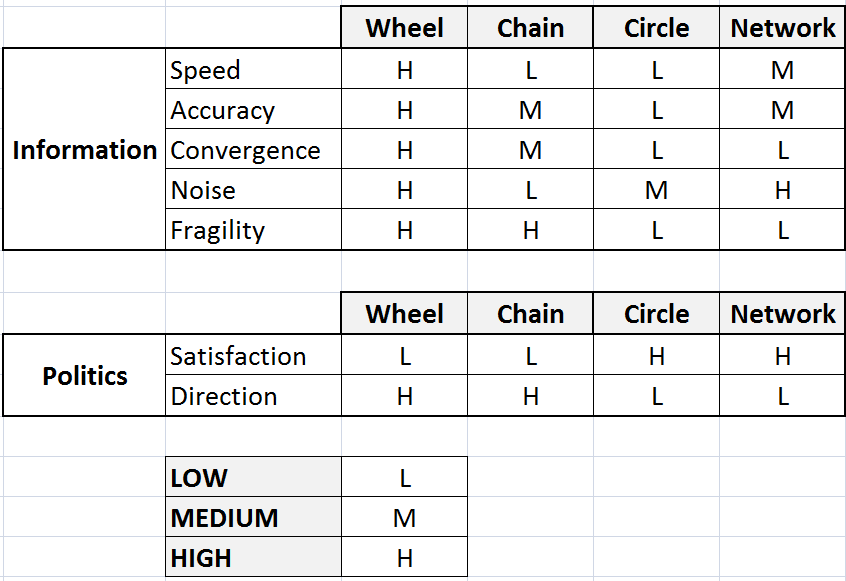 Wheel Chain Circle Network
Speed H L L M
Accuracy H M L M
Information Convergence H M L L
Noise H L M H
Fragility H H L L
Wheel Chain Circle Network
Politics
Satisfaction L L H H
Direction H H L L
LOW L
MEDIUM M
HIGH H